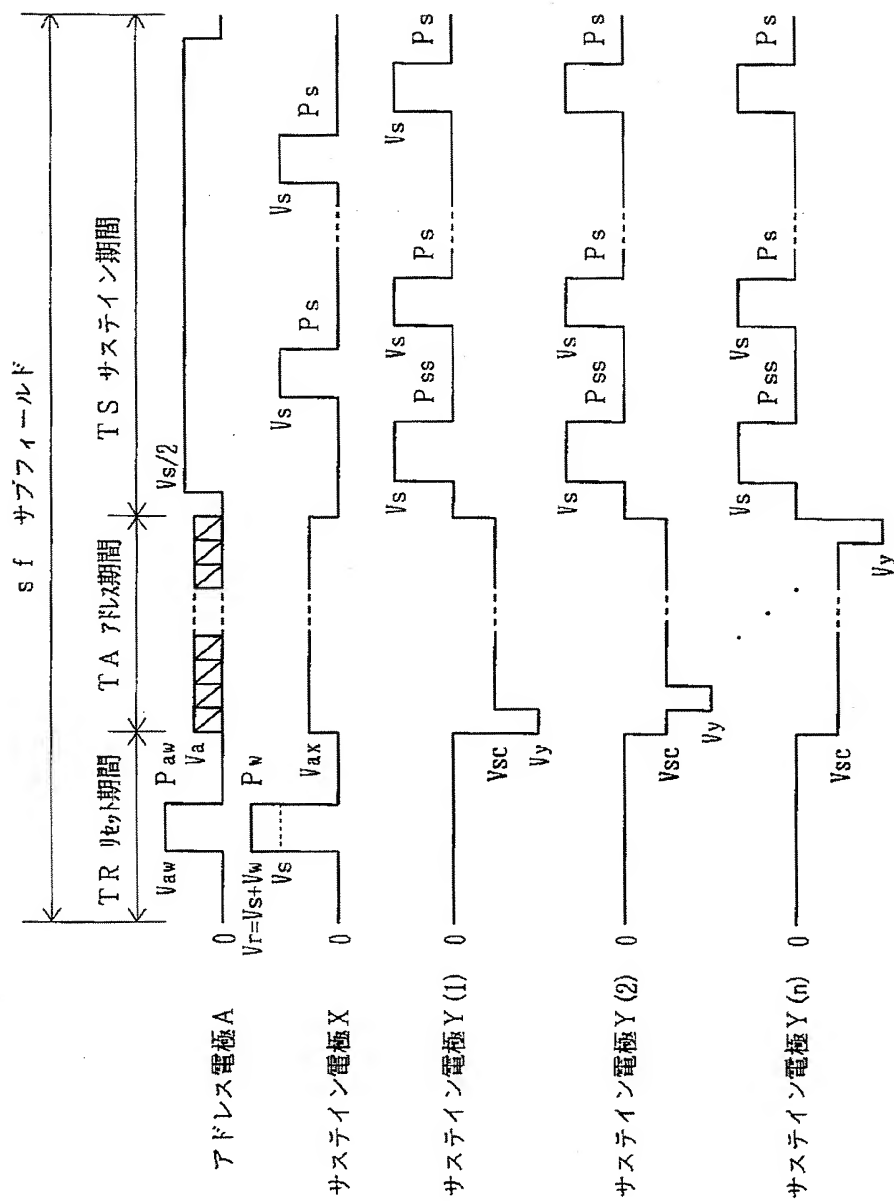 sf サブフィールド
TR リセット期間
TA アドレス期間
TS サステイン期間
アドレス電極A
0
Vaw
Paw
Va
Vs/2
サステイン電極X
0
Vr=Vs+Vw
Vs
Pw
Vax
Vs
Ps
Vs
Ps
サステイン電極Y(1)
0
Vsc
Vy
Vs
Pss
Vs
Ps
Vs
Ps
サステイン電極Y(2)
0
Vsc
Vy
Vs
Pss
Vs
Ps
Ps
サステイン電極Y(n)
0
Vsc
Vy
Vs
Pss
Vs
Ps
Ps